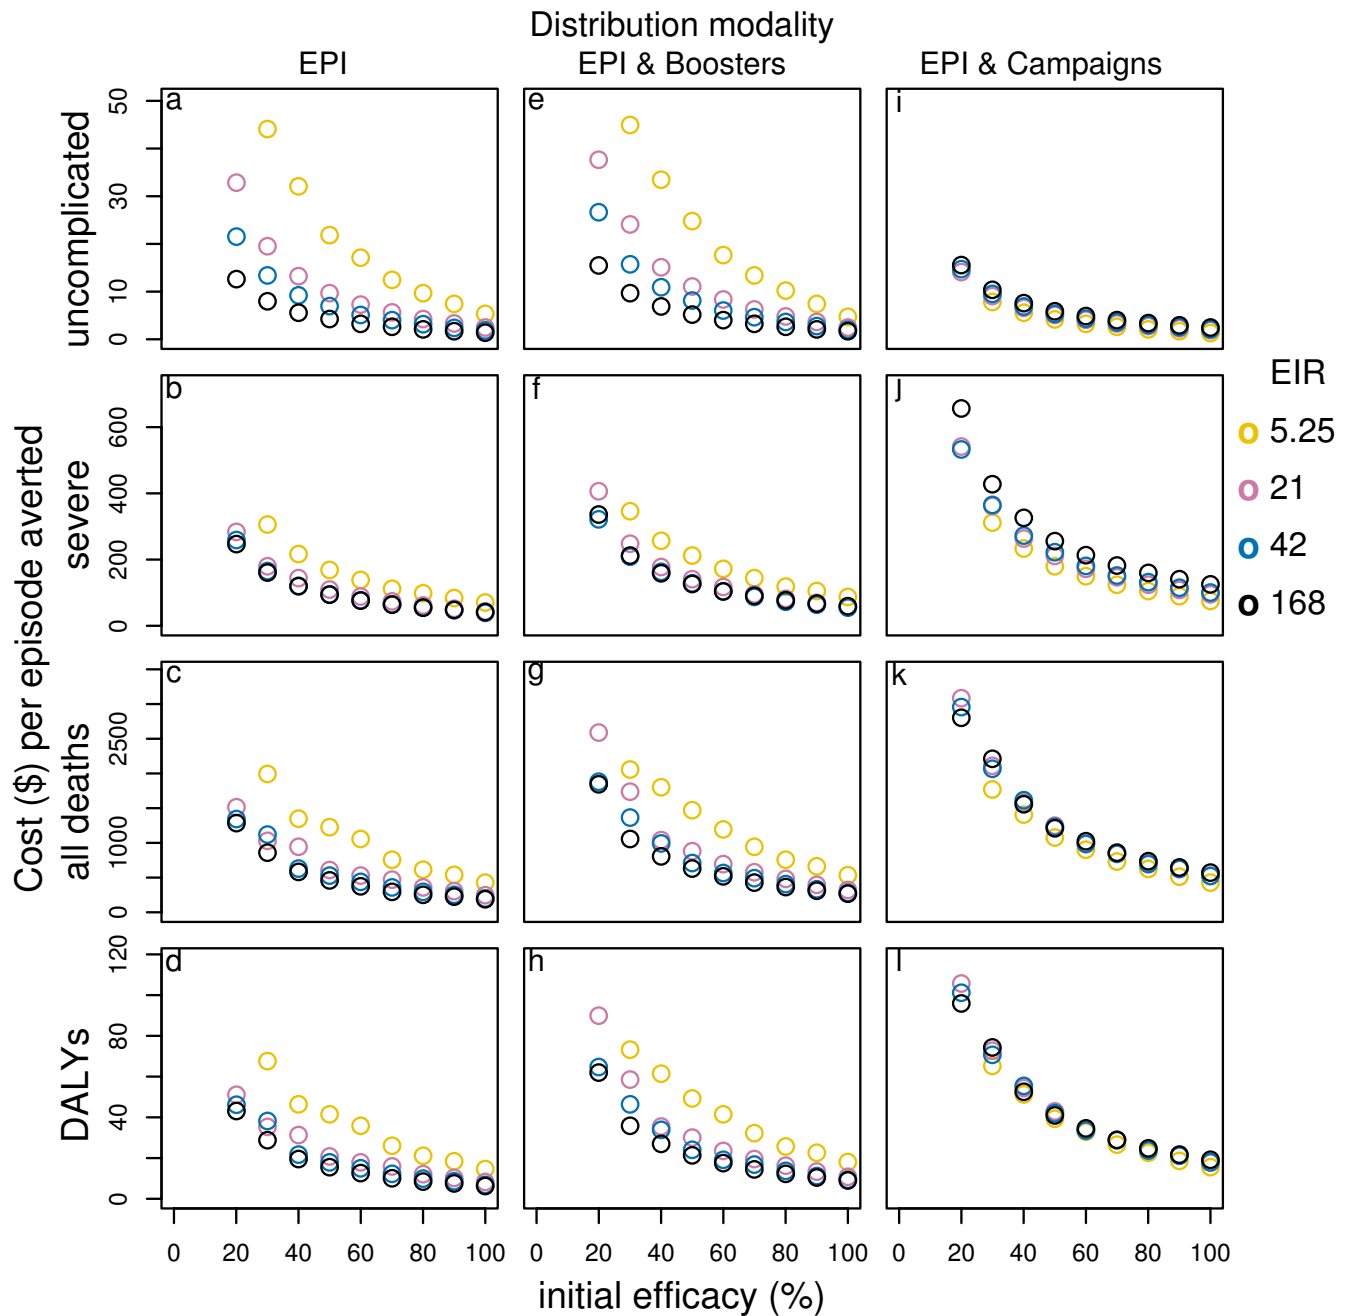 Distribution modality
EPI
EPI & Boosters
EPI & Campaigns
Cost ($) per episode averted
uncomplicated
50
30
10
0
a
e
i
severe
600
400
200
0
b
f
J
all deaths
2500
1000
0
c
g
k
DALYs
120
80
40
0
d
h
l
0 20 40 60 80 100
0 20 40 60 80 100
0 20 40 60 80 100
initial efficacy (%)
EIR
o 5.25
o 21
o 42
o 168